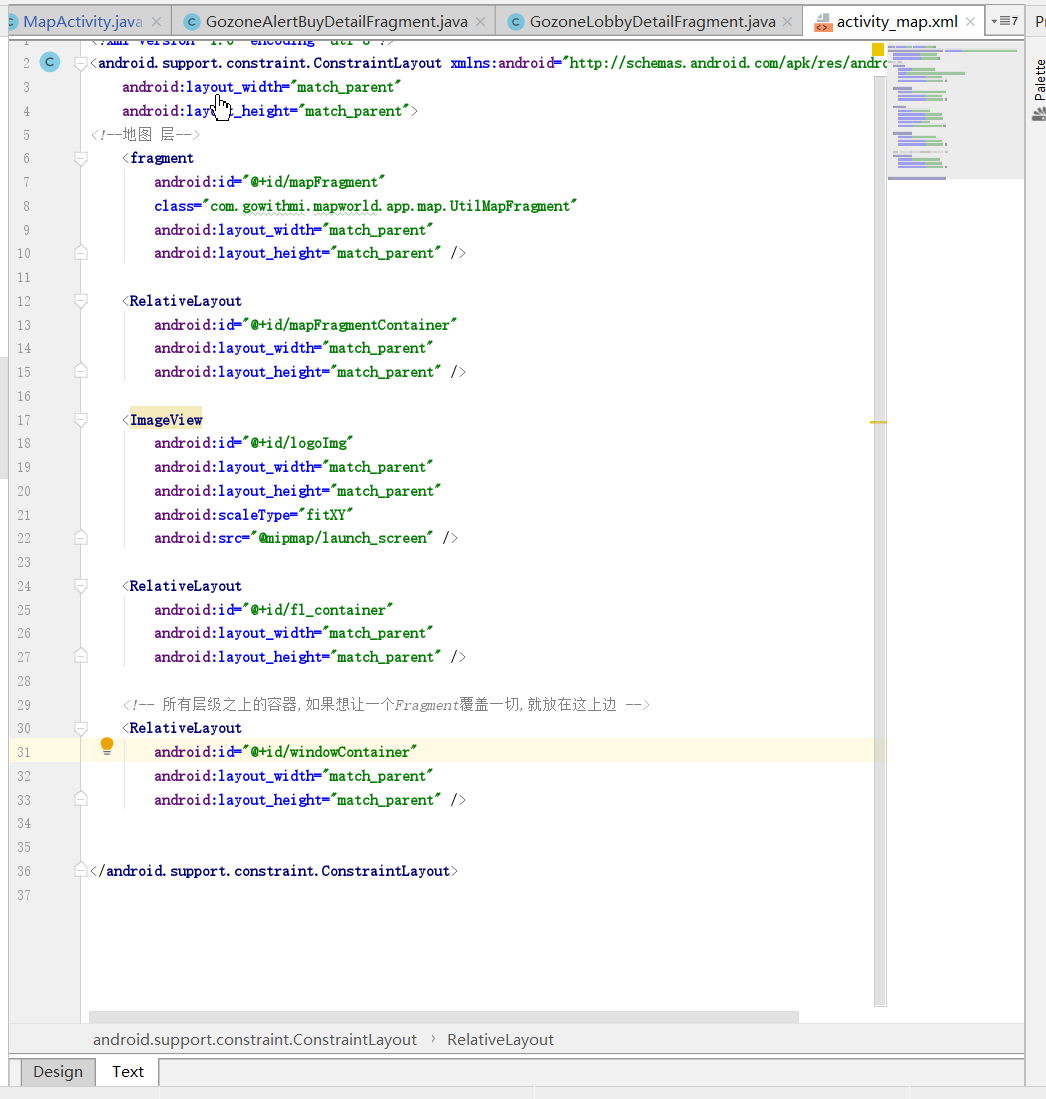 MapActivity.java
GozoneAlertBuyDetailFragment.java
GozoneLobbyDetailFragment.java
activity_map.xml
7
Pr
Palette
1 <?xml version="1.0" encoding="utf-8"?>
2 <android.support.constraint.ConstraintLayout xmlns:android="http://schemas.android.com/apk/res/andro
3 android:layout_width="match_parent"
4 android:layout_height="match_parent">
5 <!--地图 层-->
6 <fragment
7 android:id="@+id/mapFragment"
8 class="com.gowithmi.mapworld.app.map.UtilMapFragment"
9 android:layout_width="match_parent"
10 android:layout_height="match_parent" />
11
12 <RelativeLayout
13 android:id="@+id/mapFragmentContainer"
14 android:layout_width="match_parent"
15 android:layout_height="match_parent" />
16
17 <ImageView
18 android:id="@+id/logoImg"
19 android:layout_width="match_parent"
20 android:layout_height="match_parent"
21 android:scaleType="fitXY"
22 android:src="@mipmap/launch_screen" />
23
24 <RelativeLayout
25 android:id="@+id/fl_container"
26 android:layout_width="match_parent"
27 android:layout_height="match_parent" />
28
29 <!-- 所有层级之上的容器,如果想让一个Fragment覆盖一切,就放在这上边 -->
30 <RelativeLayout
31 android:id="@+id/windowContainer"
32 android:layout_width="match_parent"
33 android:layout_height="match_parent" />
34
35
36 </android.support.constraint.ConstraintLayout>
37
android.support.constraint.ConstraintLayout › RelativeLayout
Design Text